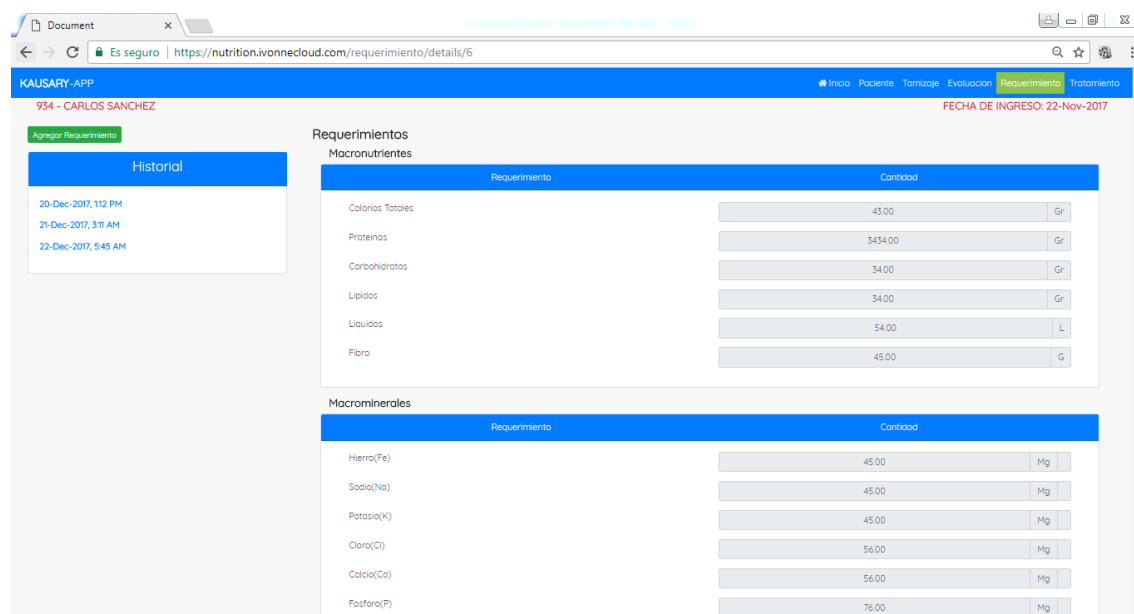 Document
Es seguro | https://nutrition.ivonnecloud.com/requerimiento/details/6
KAUSARY-APP Inicio Paciente Tamizaje Evaluacion Requerimiento Tratamiento
934 - CARLOS SANCHEZ FECHA DE INGRESO: 22-Nov-2017
Agregar Requerimiento
Historial
20-Dec-2017, 1:12 PM
21-Dec-2017, 3:11 AM
22-Dec-2017, 5:45 AM
Requerimientos
Macronutrientes
Requerimiento Cantidad
Calorias Totales 43.00 Gr
Proteinas 3434.00 Gr
Carbohidratos 34.00 Gr
Lipidos 34.00 Gr
Liquidos 54.00 L
Fibra 45.00 G
Macrominerales
Requerimiento Cantidad
Hierro(Fe) 45.00 Mg
Sodio(Na) 45.00 Mg
Potasio(K) 45.00 Mg
Cloro(Cl) 56.00 Mg
Calcio(Ca) 56.00 Mg
Fosforo(P) 76.00 Mg